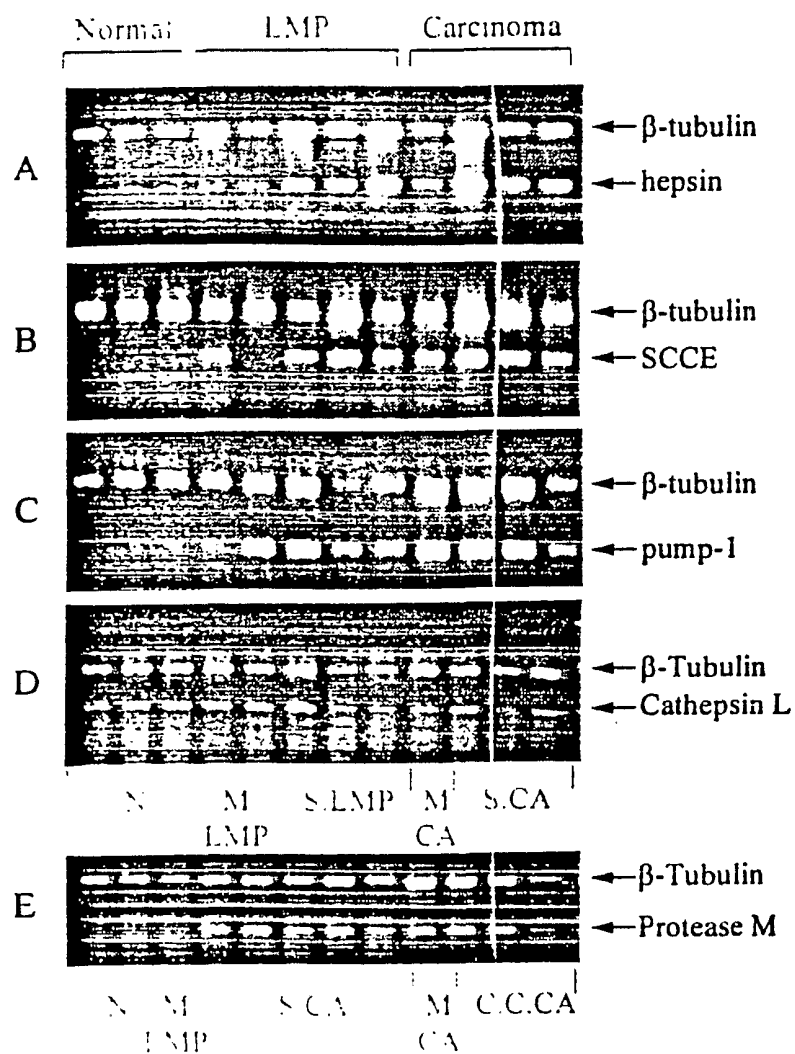 Normal LMP Carcinoma
A
β-tubulin
hepsin
B
β-tubulin
SCCE
C
β-tubulin
pump-1
D
β-Tubulin
Cathepsin L
N M S.LMP M S.CA
LMP CA
E
β-Tubulin
Protease M
N M S.CA M C.C.CA
LMP CA